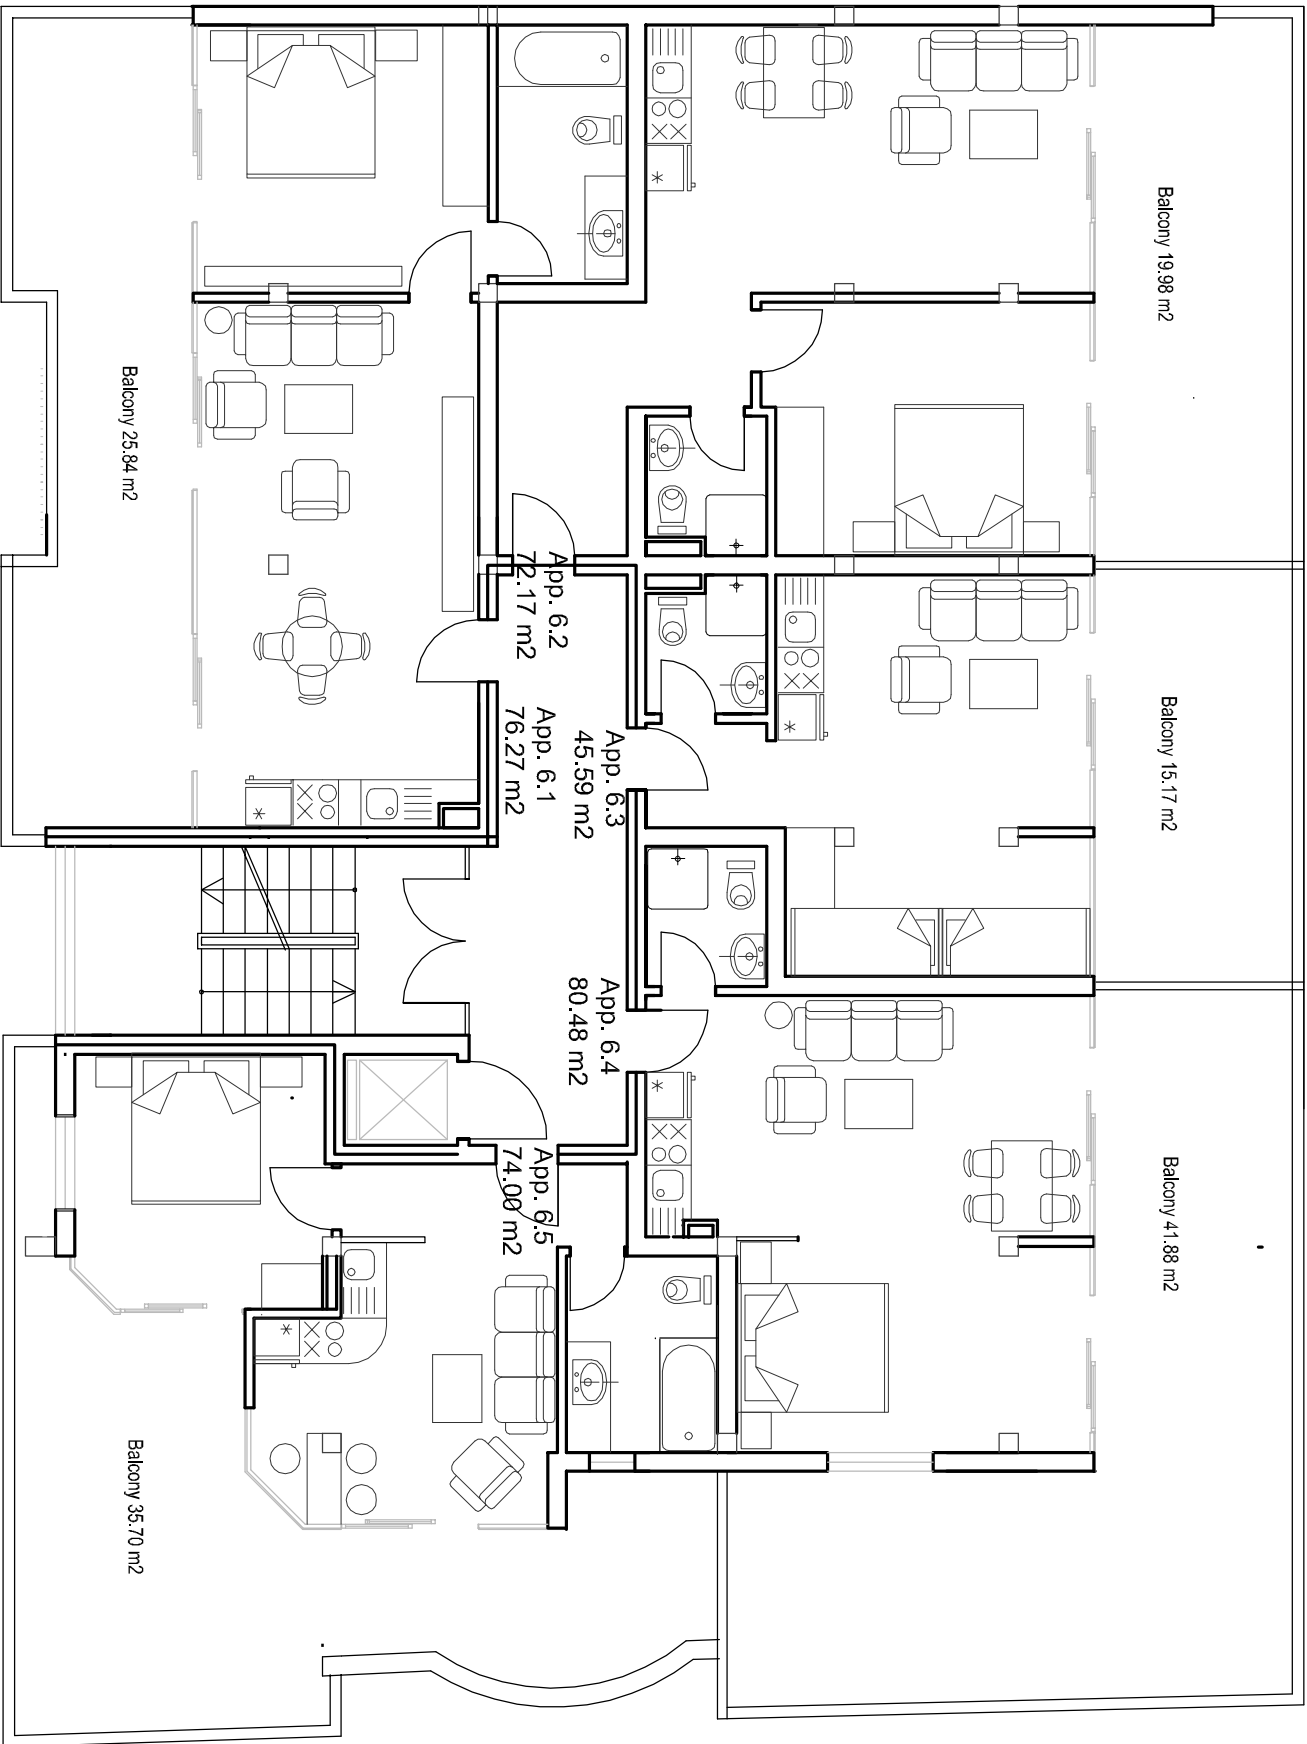 Balcony 19.98 m2
Balcony 25.84 m2
App. 6.2
72.17 m2
App. 6.1
76.27 m2
App. 6.3
45.59 m2
Balcony 15.17 m2
App. 6.4
80.48 m2
App. 6.5
74.00 m2
Balcony 41.88 m2
Balcony 35.70 m2